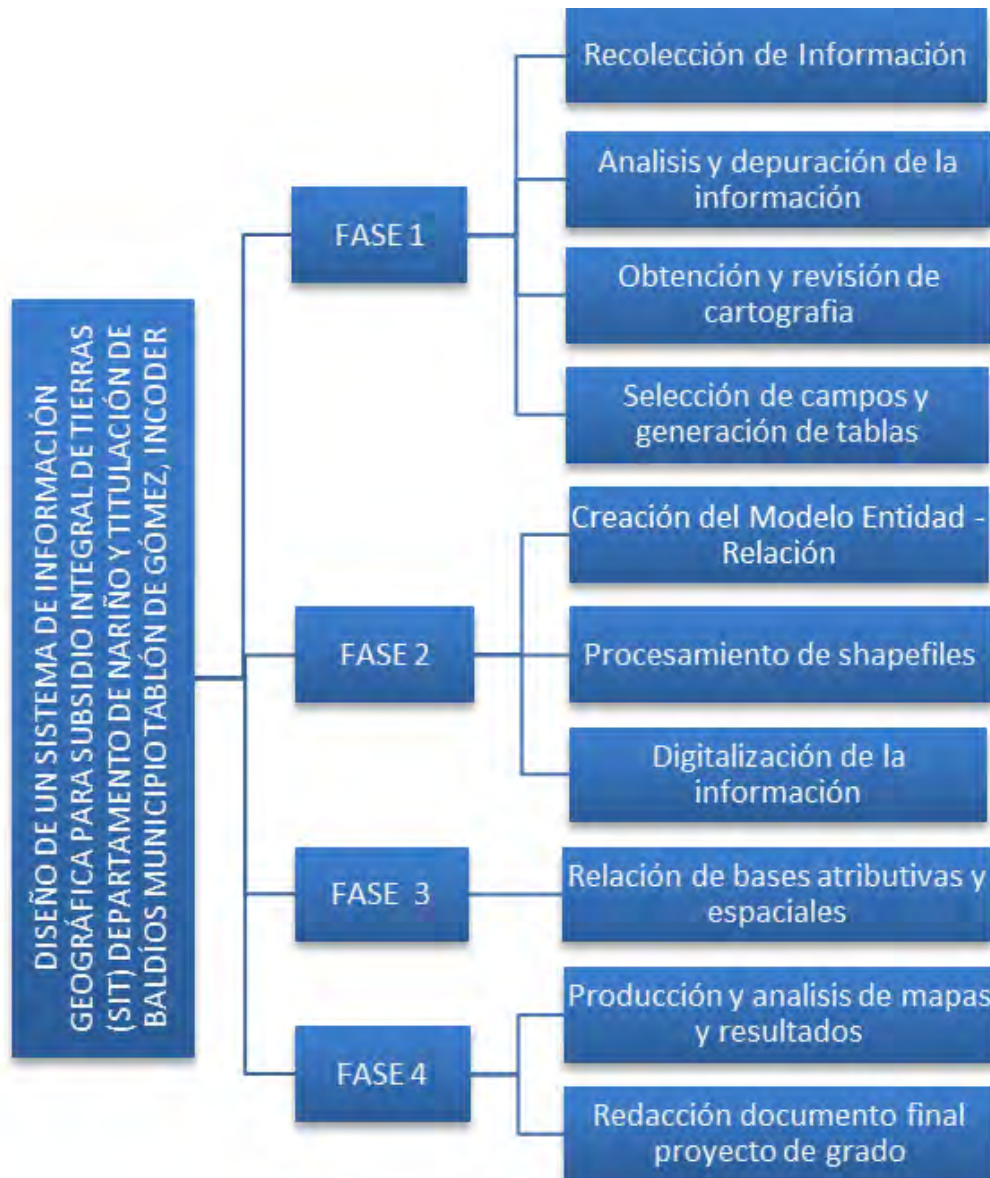 DISEÑO DE UN SISTEMA DE INFORMACIÓN
GEOGRÁFICA PARA SUBSIDIO INTEGRAL DE TIERRAS
(SIT) DEPARTAMENTO DE NARIÑO Y TITULACIÓN DE
BALDÍOS MUNICIPIO TABLÓN DE GÓMEZ, INCODER
FASE 1
Recolección de Información
Analisis y depuración de la
información
Obtención y revisión de
cartografia
Selección de campos y
generación de tablas
FASE 2
Creación del Modelo Entidad -
Relación
Procesamiento de shapefiles
Digitalización de la
información
FASE 3
Relación de bases atributivas y
espaciales
FASE 4
Producción y analisis de mapas
y resultados
Redacción documento final
proyecto de grado